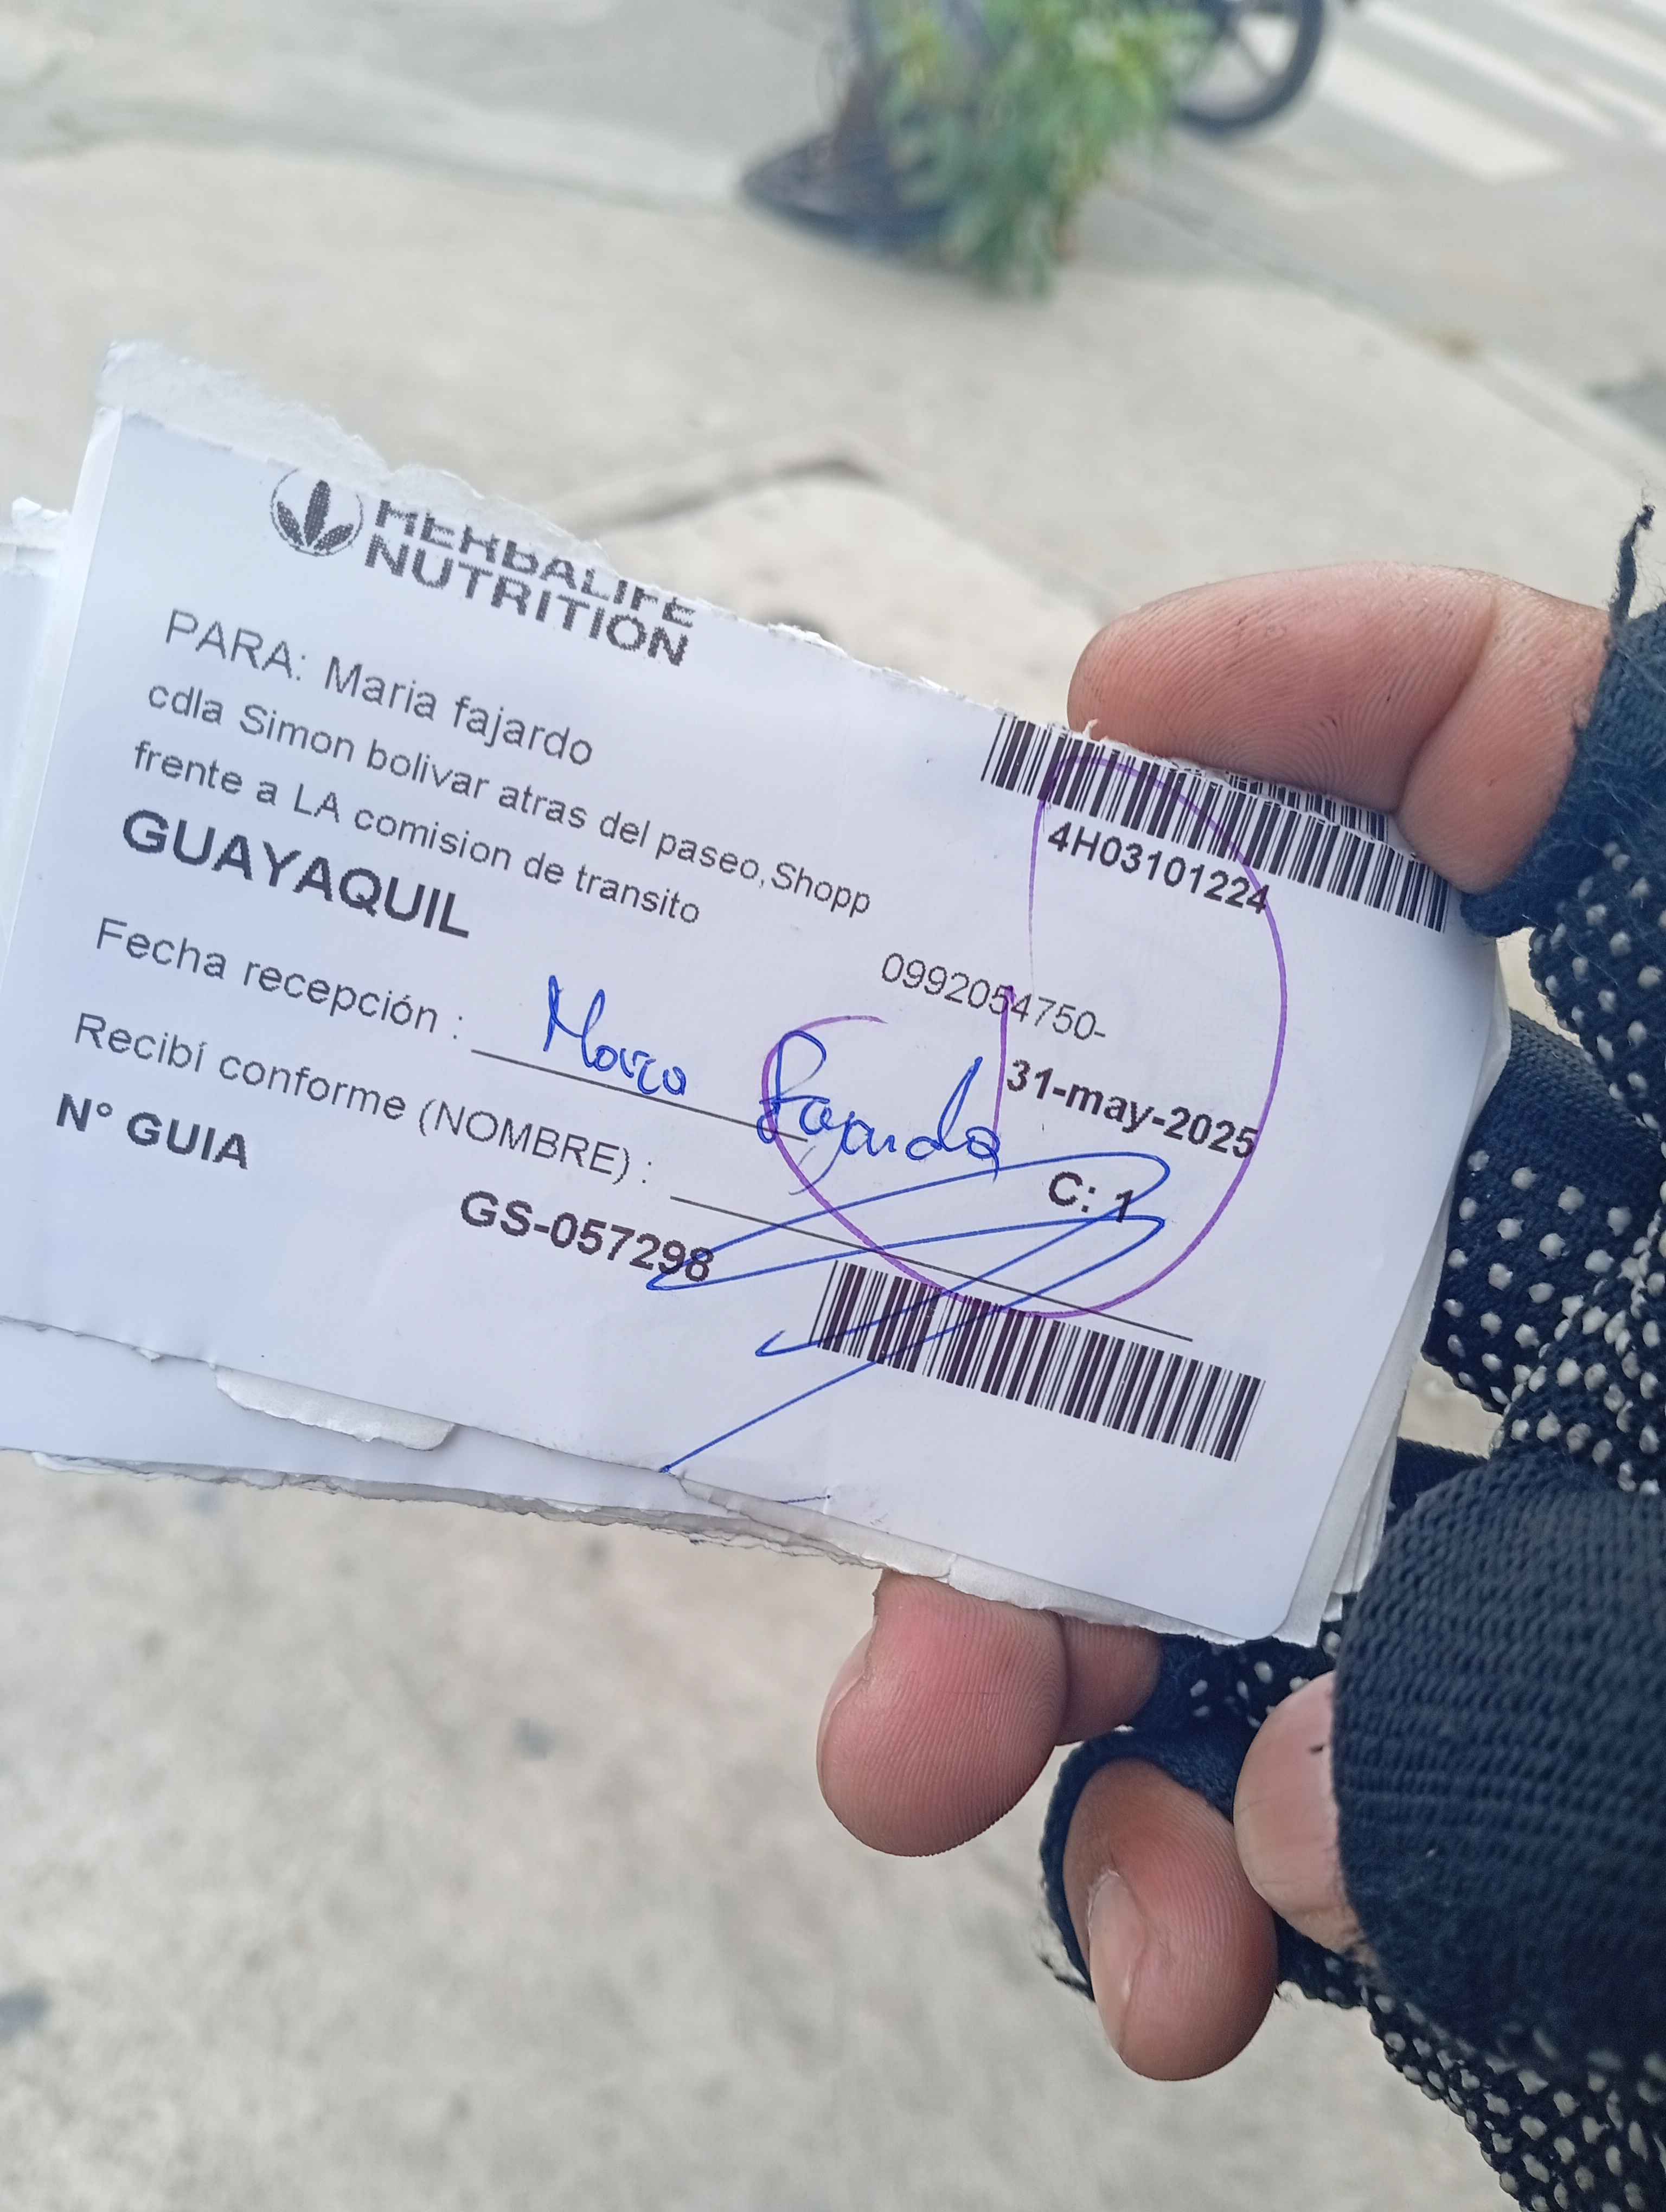 HERBALIFE
NUTRITION
PARA: Maria fajardo
cdla Simon bolivar atras del paseo,Shopp
frente a LA comision de transito
GUAYAQUIL
4H03101224
0992054750-
31-may-2025
C: 1
Fecha recepción :
Maria Fajardo
Recibí conforme (NOMBRE) :
N° GUIA
GS-057298